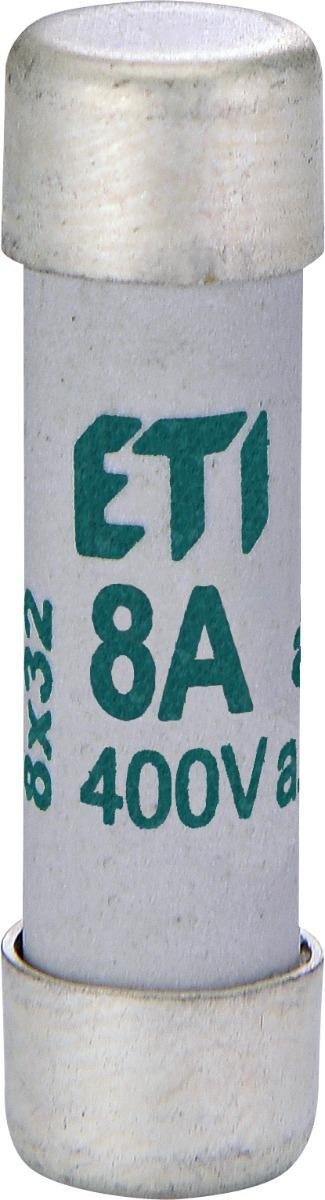 ETI
8A
400V a.
8x32